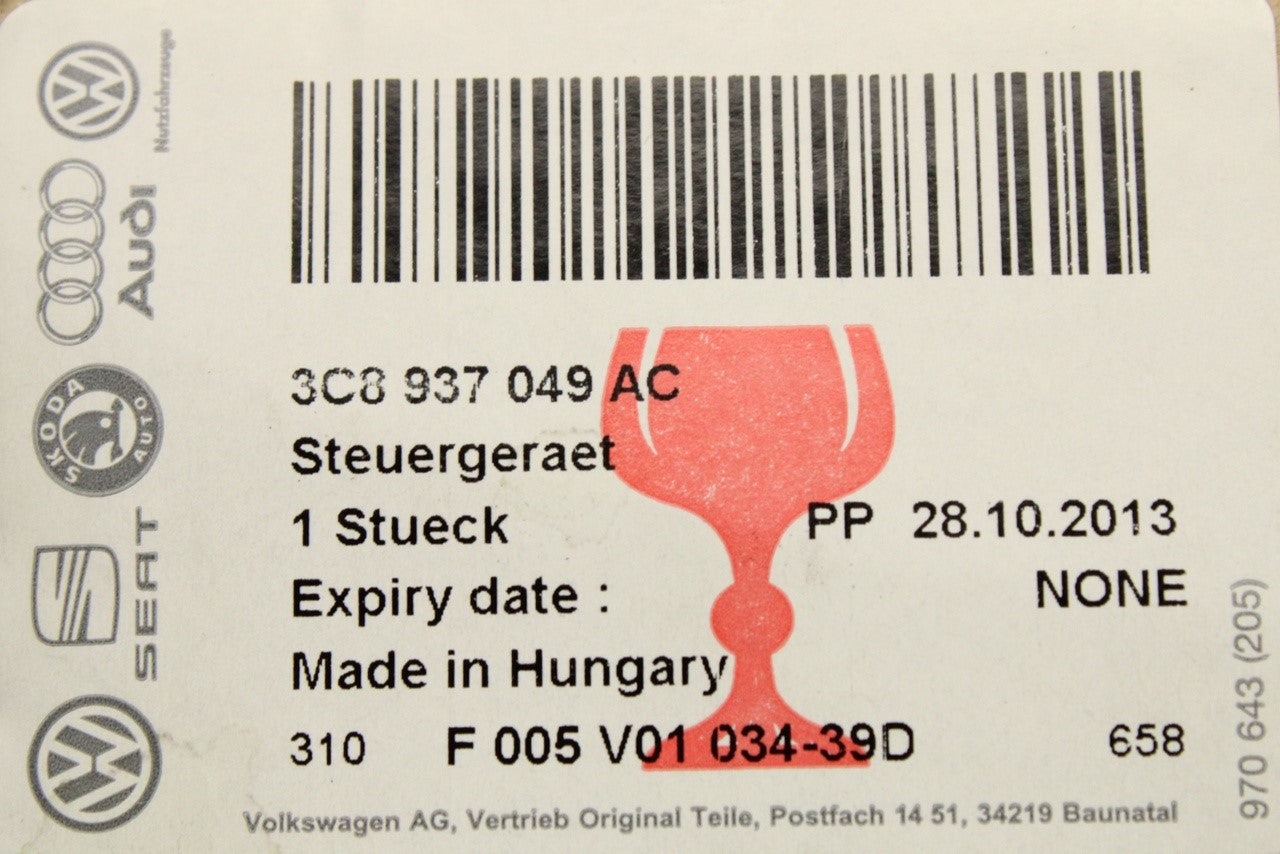 3C8 937 049 AC
Steuergeraet
1 Stueck PP 28.10.2013
Expiry date : NONE
Made in Hungary
310 F 005 V01 034-39D 658
Volkswagen AG, Vertrieb Original Teile, Postfach 14 51, 34219 Baunatal
970 643 (205)
Nutzfahrzeuge
Audi
SKODA AUTO
SEAT